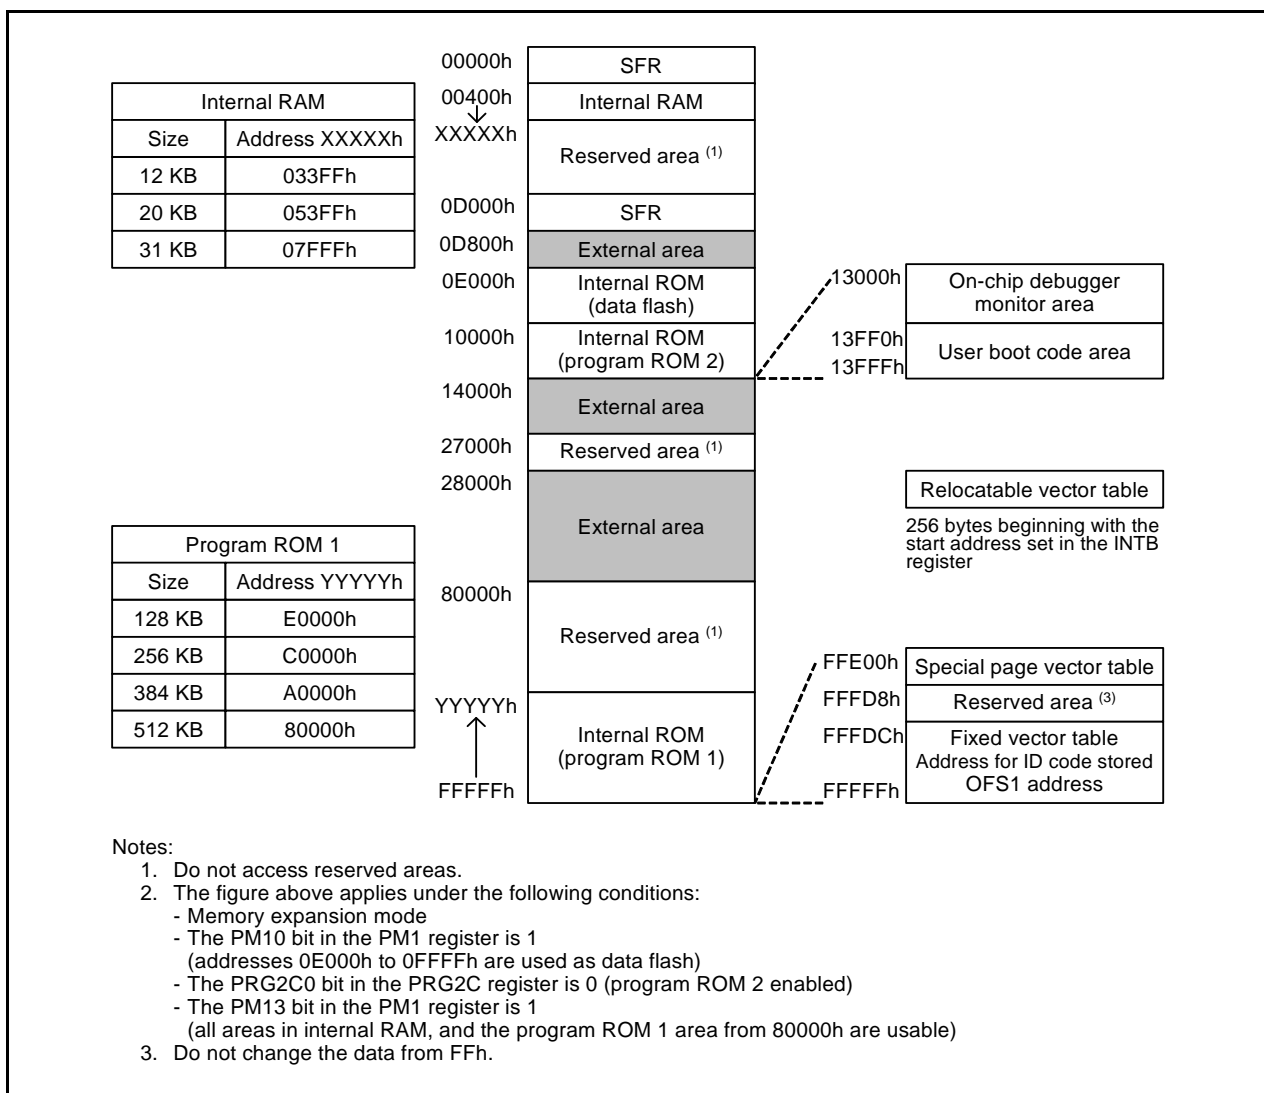 Internal RAM
Size Address XXXXXh
12 KB 033FFh
20 KB 053FFh
31 KB 07FFFh
Program ROM 1
Size Address YYYYYh
128 KB E0000h
256 KB C0000h
384 KB A0000h
512 KB 80000h
00000h SFR
00400h Internal RAM
XXXXXh
Reserved area (1)
0D000h SFR
0D800h External area
0E000h Internal ROM
(data flash)
10000h Internal ROM
(program ROM 2)
14000h
External area
27000h Reserved area (1)
28000h
External area
80000h
Reserved area (1)
YYYYYh
Internal ROM
(program ROM 1)
FFFFFh
13000h On-chip debugger
monitor area
13FF0h
User boot code area
13FFFh
Relocatable vector table
256 bytes beginning with the
start address set in the INTB
register
FFE00h Special page vector table
FFFD8h Reserved area (3)
FFFDCh Fixed vector table
Address for ID code stored
OFS1 address
FFFFFh
Notes:
1. Do not access reserved areas.
2. The figure above applies under the following conditions:
- Memory expansion mode
- The PM10 bit in the PM1 register is 1
(addresses 0E000h to 0FFFFh are used as data flash)
- The PRG2C0 bit in the PRG2C register is 0 (program ROM 2 enabled)
- The PM13 bit in the PM1 register is 1
(all areas in internal RAM, and the program ROM 1 area from 80000h are usable)
3. Do not change the data from FFh.